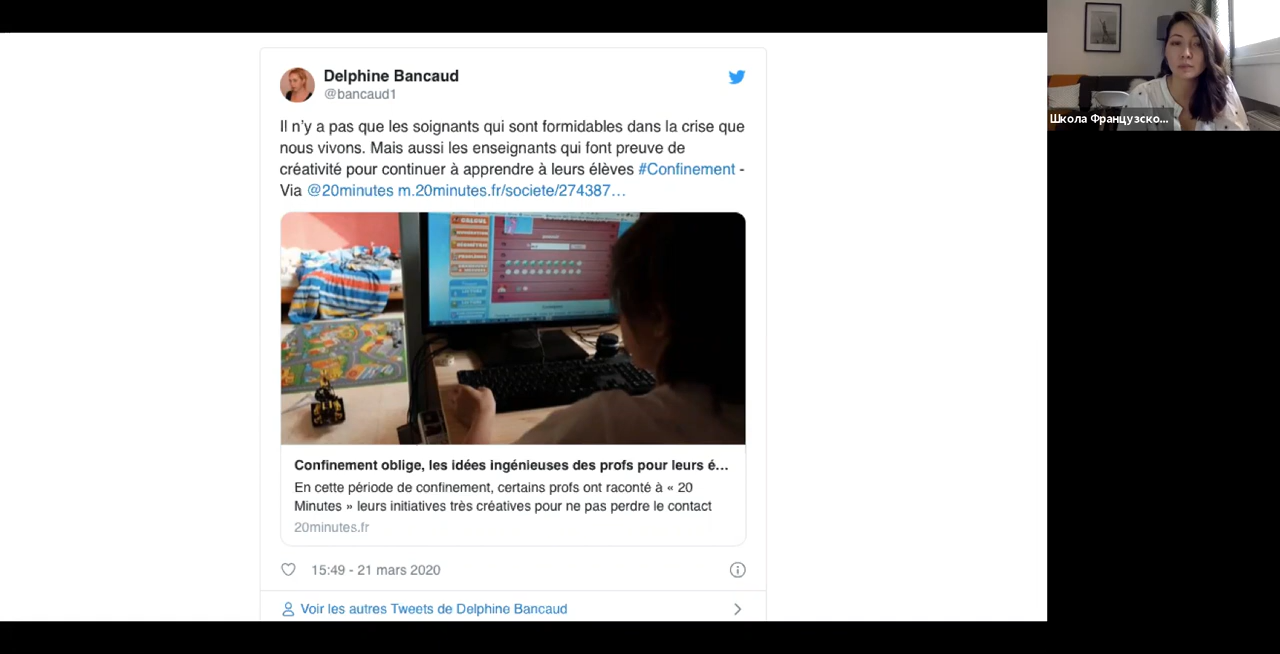 Delphine Bancaud
@bancaud1
Il n'y a pas que les soignants qui sont formidables dans la crise que
nous vivons. Mais aussi les enseignants qui font preuve de
créativité pour continuer à apprendre à leurs élèves #Confinement -
Via @20minutes m.20minutes.fr/societe/274387…
Confinement oblige, les idées ingénieuses des profs pour leurs é…
En cette période de confinement, certains profs ont raconté à « 20
Minutes » leurs initiatives très créatives pour ne pas perdre le contact
20minutes.fr
15:49 - 21 mars 2020
Voir les autres Tweets de Delphine Bancaud
Школа Французско...